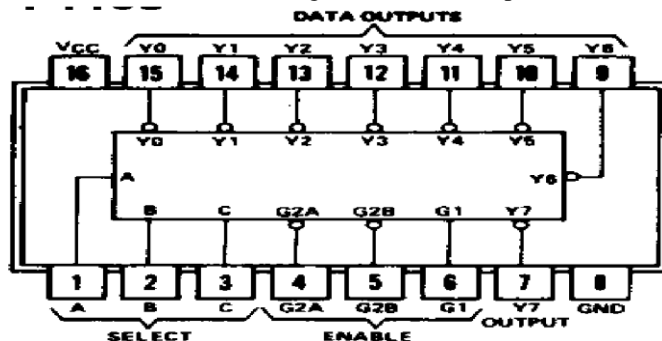 DATA OUTPUTS
VCC Y0 Y1 Y2 Y3 Y4 Y5 Y6
16 15 14 13 12 11 10 9
Y0 Y1 Y2 Y3 Y4 Y5
A Y6
B C G2A G2B G1 Y7
1 2 3 4 5 6 7 8
A B C G2A G2B G1 Y7 GND
SELECT ENABLE OUTPUT